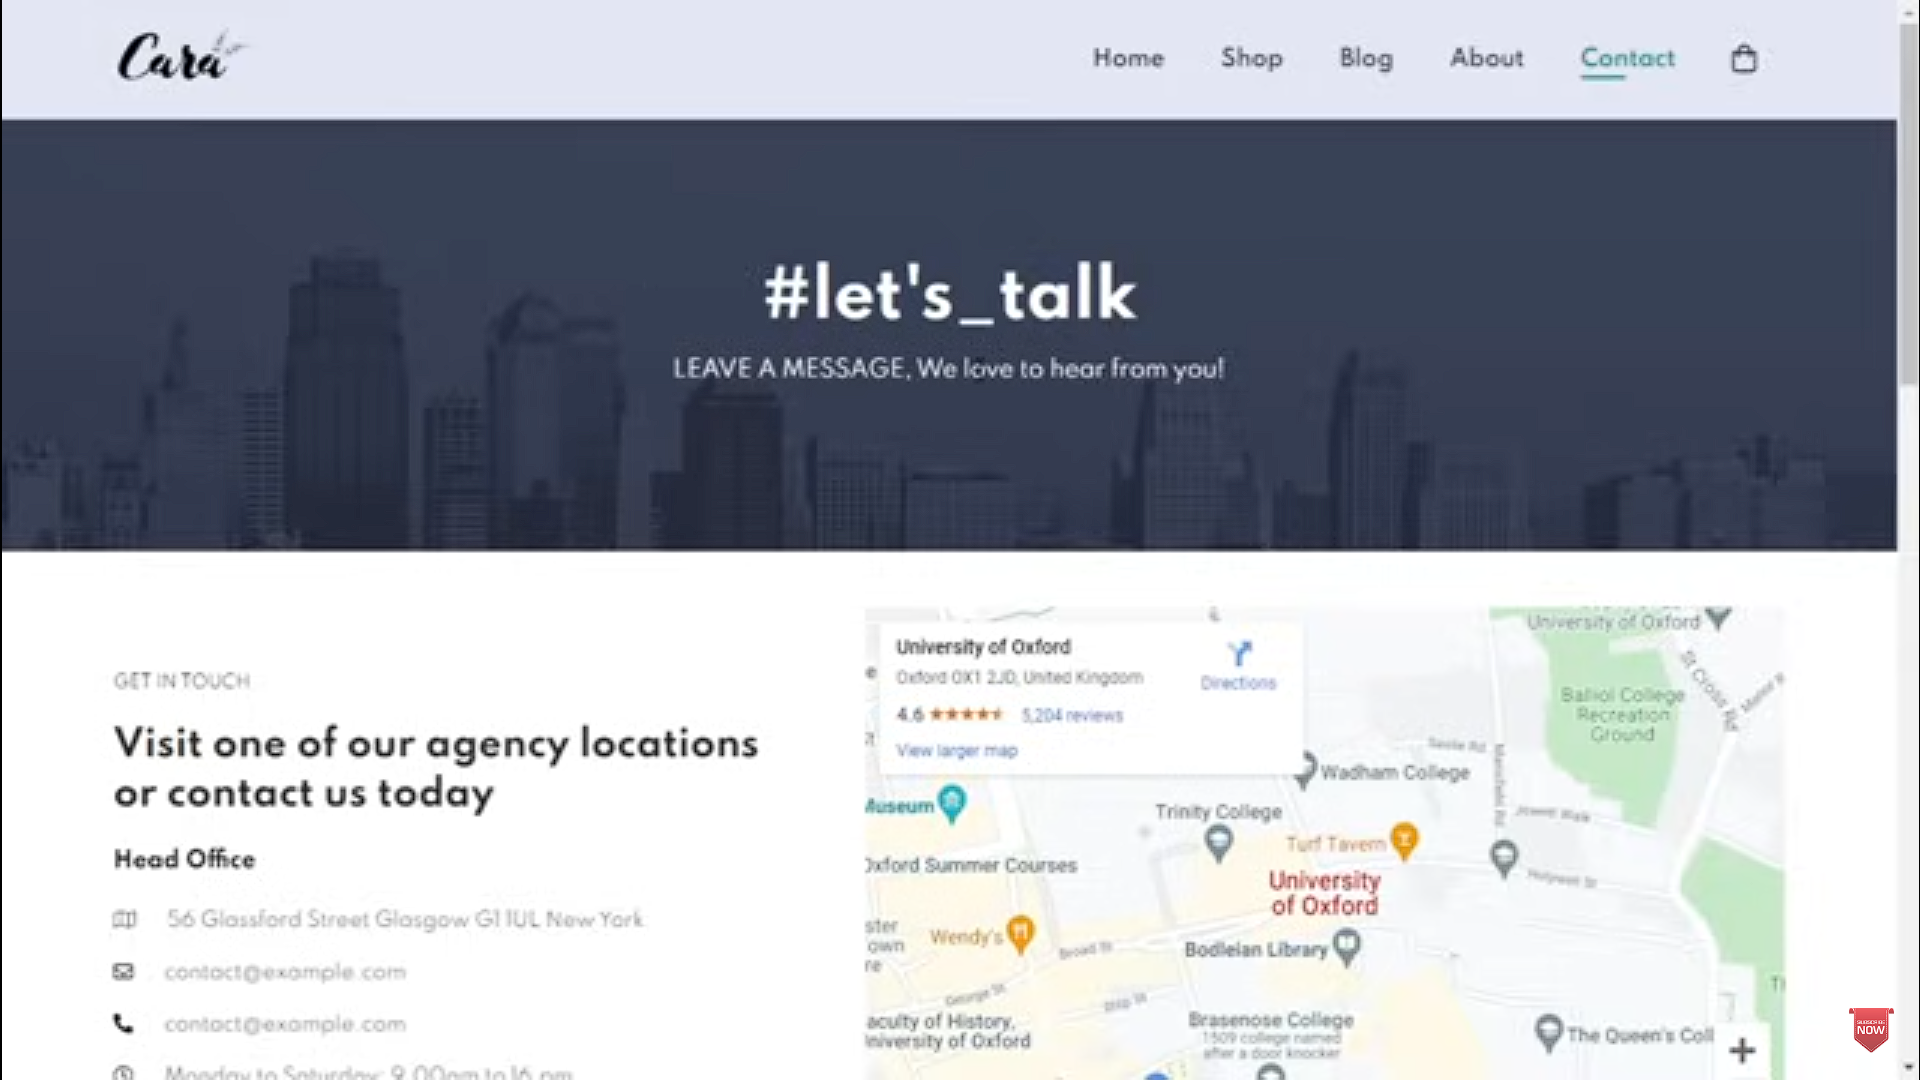 Cara
Home Shop Blog About Contact
#let's_talk
LEAVE A MESSAGE, We love to hear from you!
GET IN TOUCH
Visit one of our agency locations
or contact us today
Head Office
56 Glassford Street Glasgow G1 1UL New York
contact@example.com
contact@example.com
Monday to Saturday: 9.00am to 16.pm
University of Oxford
Oxford OX1 2JD, United Kingdom
Directions
4.6 5,204 reviews
View larger map
University of Oxford
St Cross Rd
Balliol College
Recreation
Ground
Wadham College
Museum
Trinity College
Turf Tavern
Oxford Summer Courses
University
of Oxford
Wendy's
Broad St
Bodleian Library
George St
Ship St
Mansfield Rd
Jowett Walk
Holywell St
aculty of History,
University of Oxford
Brasenose College
1509 college named
after a door knocker
The Queen's Coll
SUBSCRIBE
NOW